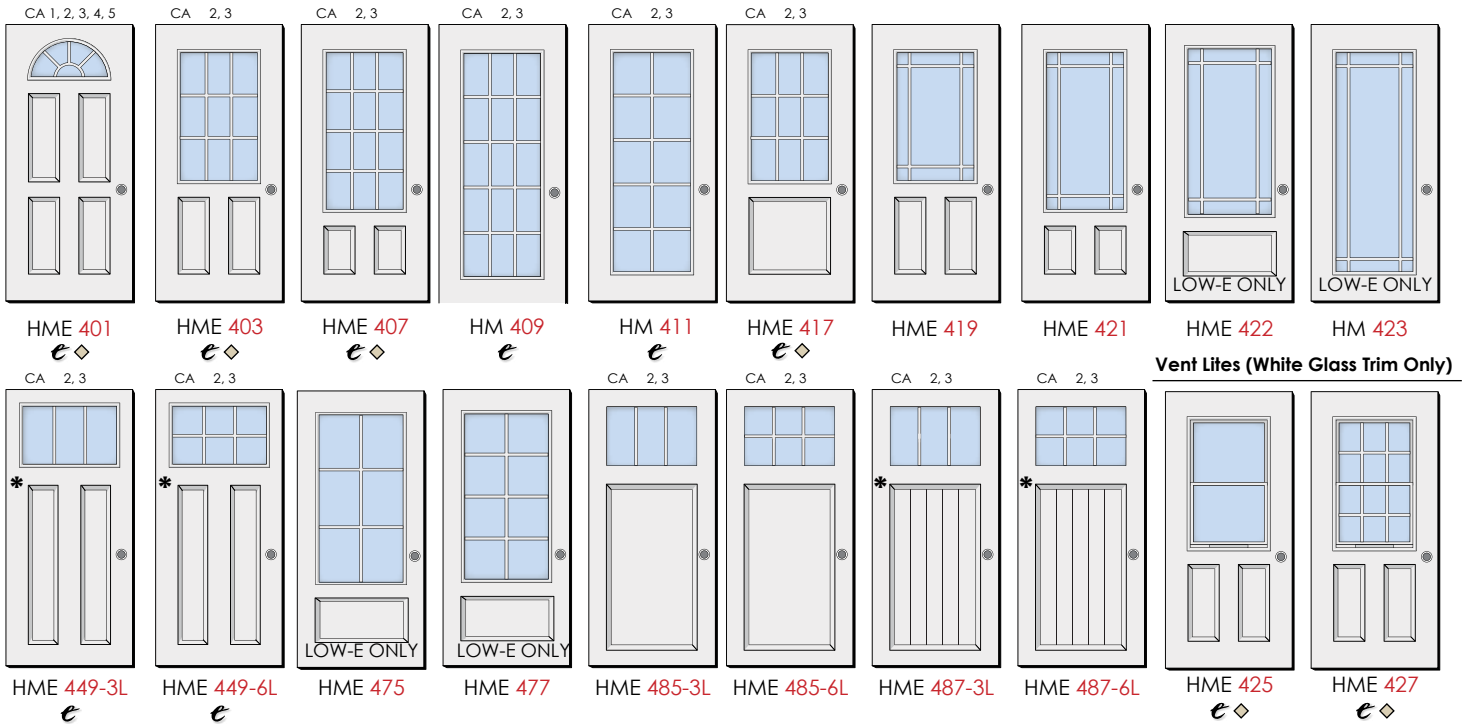 CA 1, 2, 3, 4, 5
CA 2, 3
CA 2, 3
CA 2, 3
CA 2, 3
CA 2, 3
LOW-E ONLY
LOW-E ONLY
HME 401
HME 403
HME 407
HM 409
HM 411
HME 417
HME 419
HME 421
HME 422
HM 423
e
e
e
e
e
e
Vent Lites (White Glass Trim Only)
CA 2, 3
CA 2, 3
CA 2, 3
CA 2, 3
CA 2, 3
CA 2, 3
*
*
*
*
LOW-E ONLY
LOW-E ONLY
HME 449-3L
HME 449-6L
HME 475
HME 477
HME 485-3L
HME 485-6L
HME 487-3L
HME 487-6L
HME 425
HME 427
e
e
e
e